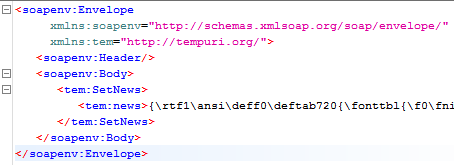 <soapenv:Envelope
xmlns:soapenv="http://schemas.xmlsoap.org/soap/envelope/"
xmlns:tem="http://tempuri.org/">
<soapenv:Header/>
<soapenv:Body>
<tem:SetNews>
<tem:news>{\rtf1\ansi\deff0\deftab720{\fonttbl{\f0\fni
</tem:SetNews>
</soapenv:Body>
</soapenv:Envelope>